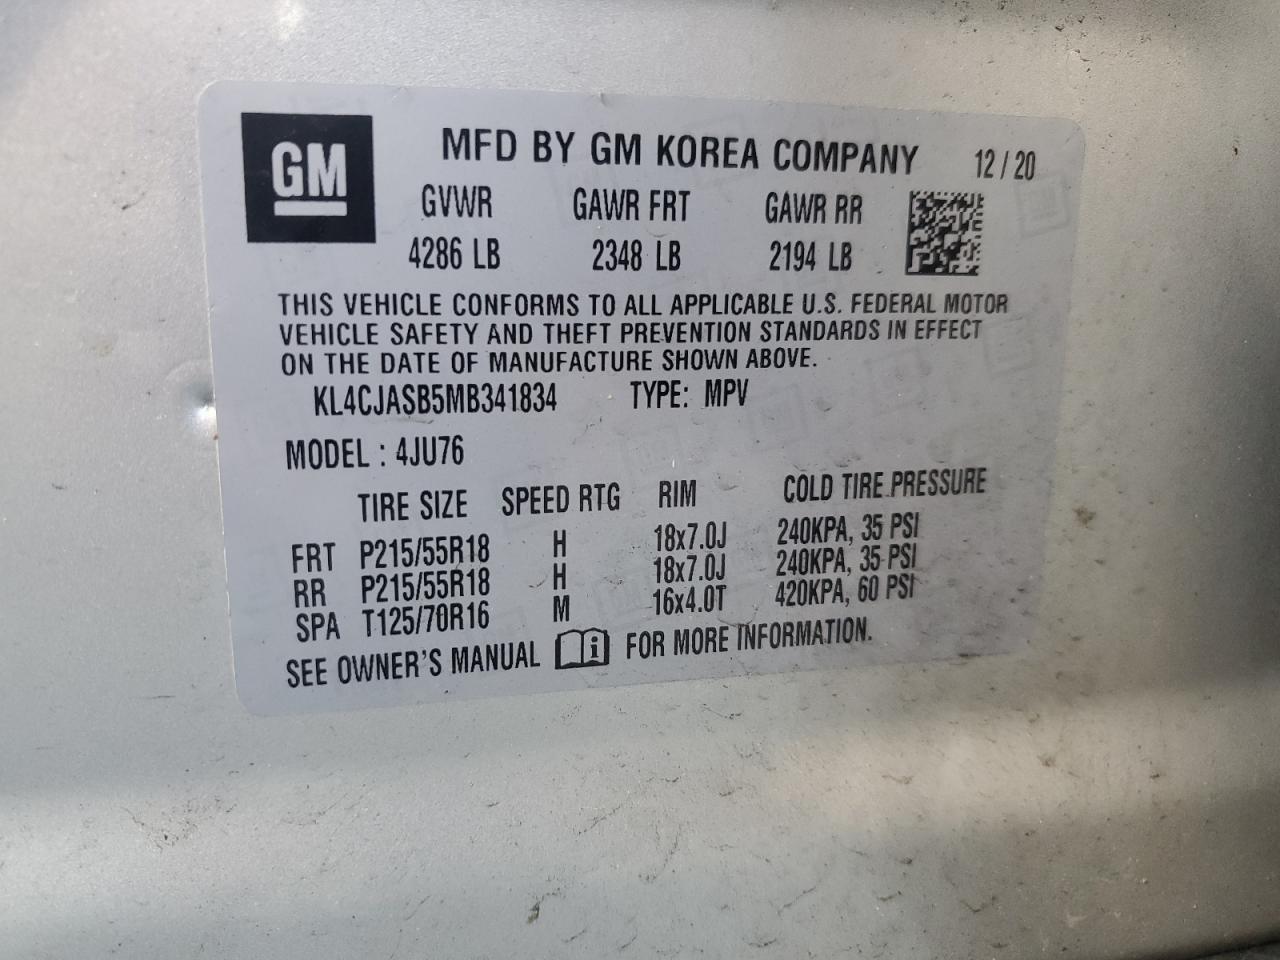 GM
MFD BY GM KOREA COMPANY 12/20
GVWR GAWR FRT GAWR RR
4286 LB 2348 LB 2194 LB
THIS VEHICLE CONFORMS TO ALL APPLICABLE U.S. FEDERAL MOTOR
VEHICLE SAFETY AND THEFT PREVENTION STANDARDS IN EFFECT
ON THE DATE OF MANUFACTURE SHOWN ABOVE.
KL4CJASB5MB341834 TYPE: MPV
MODEL : 4JU76
TIRE SIZE SPEED RTG RIM COLD TIRE PRESSURE
FRT P215/55R18 H 18x7.0J 240KPA, 35 PSI
RR P215/55R18 H 18x7.0J 240KPA, 35 PSI
SPA T125/70R16 M 16x4.0T 420KPA, 60 PSI
SEE OWNER'S MANUAL i FOR MORE INFORMATION.